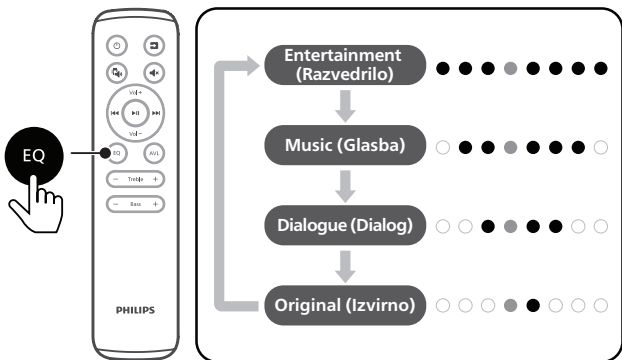 Vol+
Vol−
EQ
EQ
AVL
− Treble +
− Bass +
PHILIPS
Entertainment
(Razvedrilo)
Music (Glasba)
Dialogue (Dialog)
Original (Izvirno)